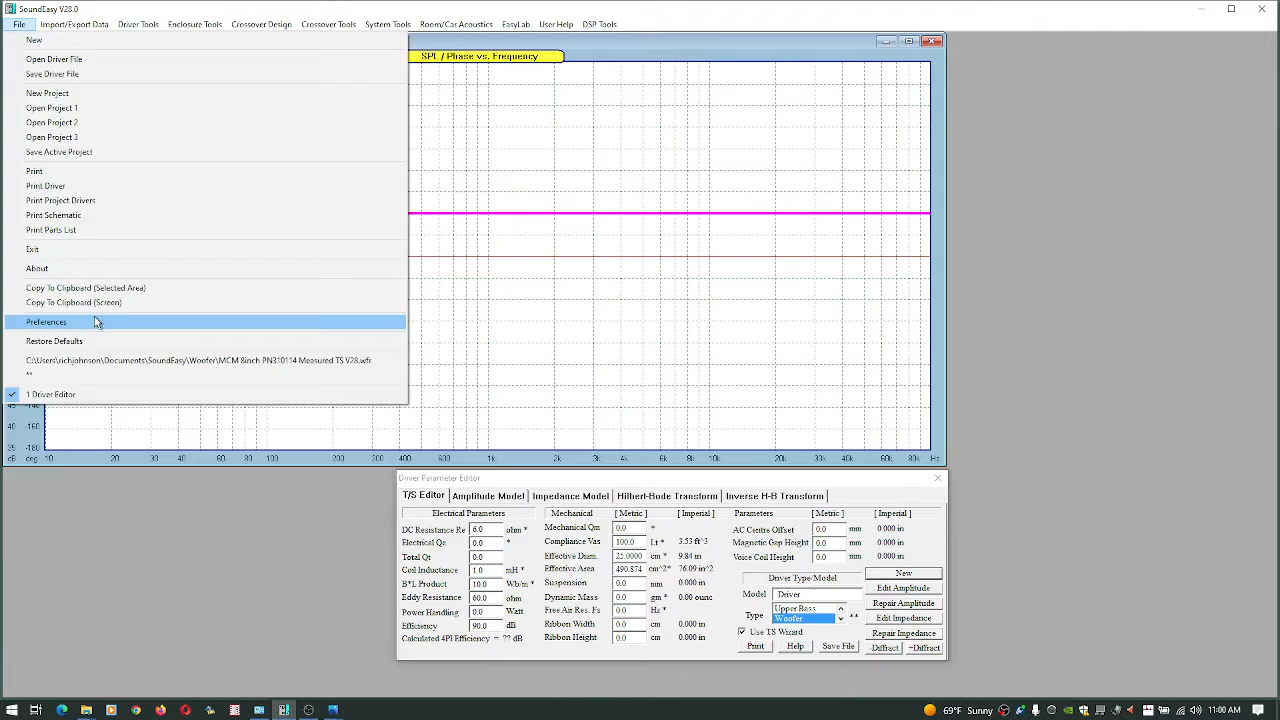 SoundEasy V28.0
File Import/Export Data Driver Tools Enclosure Tools Crossover Design Crossover Tools System Tools Room/Car Acoustics EasyLab User Help DSP Tools
New
Open Driver File
Save Driver File
New Project
Open Project 1
Open Project 2
Open Project 3
Save Active Project
Print
Print Driver
Print Project Drivers
Print Schematic
Print Parts List
Exit
About
Copy To Clipboard (Selected Area)
Copy To Clipboard (Screen)
Preferences
Restore Defaults
C:\Users\richjohnson\Documents\SoundEasy\Woofer\MCM 8inch PN310114 Measured TS V28.wfr
**
1 Driver Editor
SPL / Phase vs. Frequency
45 -140
40 -160
35 -180
dB deg 10 20 30 40 60 80 100 200 300 400 600 1k 2k 3k 4k 6k 8k 10k 20k 30k 40k 60k 80k Hz
Driver Parameter Editor
T/S Editor Amplitude Model Impedance Model Hilbert-Bode Transform Inverse H-B Transform
Electrical Parameters
DC Resistance Re 6.0 ohm *
Electrical Qe 0.0 *
Total Qt 0.0
Coil Inductance 1.0 mH *
B*L Product 10.0 Wb/m *
Eddy Resistance 60.0 ohm
Power Handling 0.0 Watt
Efficiency 90.0 dB
Calculated 4PI Efficiency = ?? dB
Mechanical [ Metric ] [ Imperial ]
Mechanical Qm 0.0 *
Compliance Vas 100.0 Lt * 3.53 ft^3
Effective Diam. 25.0000 cm * 9.84 in
Effective Area 490.874 cm^2* 76.09 in^2
Suspension 0.0 mm 0.000 in
Dynamic Mass 0.0 gm * 0.00 ounc
Free Air Res. Fs 0.0 Hz *
Ribbon Width 0.0 cm 0.000 in
Ribbon Height 0.0 cm 0.000 in
Parameters [ Metric ] [ Imperial ]
AC Centre Offset 0.0 mm 0.000 in
Magnetic Gap Height 0.0 mm 0.000 in
Voice Coil Height 0.0 mm 0.000 in
Driver Type/Model
Model Driver
Type Upper Bass
Woofer **
Use TS Wizard
Print Help Save File
New
Edit Amplitude
Repair Amplitude
Edit Impedance
Repair Impedance
-Diffract +Diffract
69°F Sunny 11:00 AM